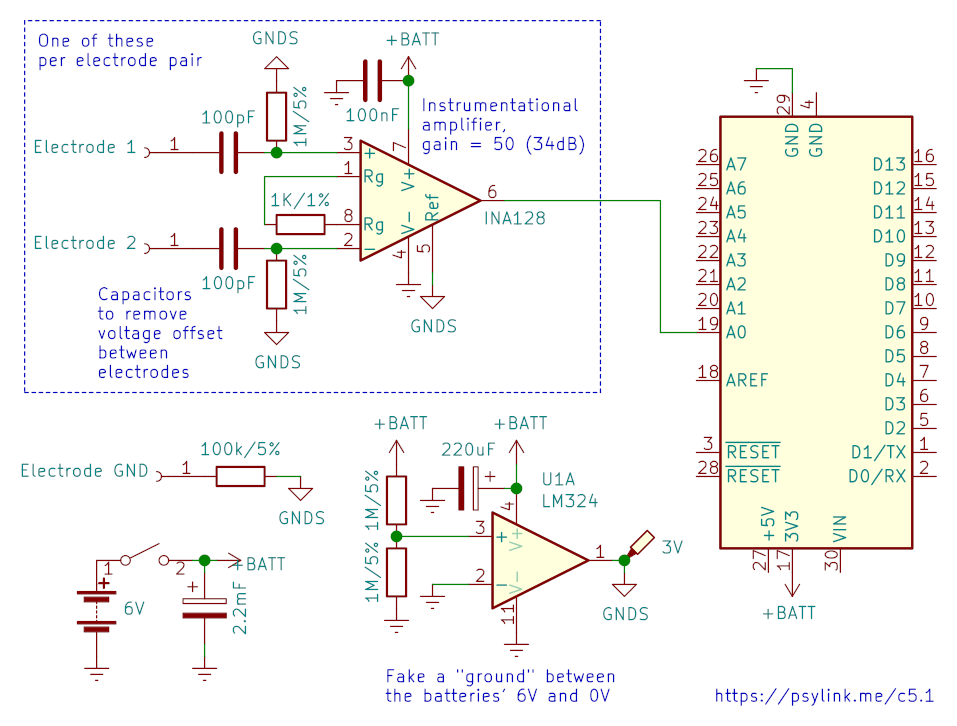 One of these
per electrode pair
GNDS
+BATT
100nF
1M/5%
100pF
Electrode 1
1
Instrumentational
amplifier,
gain = 50 (34dB)
3
+
7
V+
1
Rg
1K/1%
8
Rg
Ref
6
INA128
Electrode 2
1
2
-
V-
4
5
100pF
1M/5%
GNDS
GNDS
Capacitors
to remove
voltage offset
between
electrodes
29
4
GND
GND
26 A7
25 A6
24 A5
23 A4
22 A3
21 A2
20 A1
19 A0
18 AREF
3 RESET
28 RESET
D13 16
D12 15
D11 14
D10 13
D9 12
D8 11
D7 10
D6 9
D5 8
D4 7
D3 6
D2 5
D1/TX 1
D0/RX 2
+5V
3V3
VIN
27
17
30
+BATT
Electrode GND
1
100k/5%
GNDS
+BATT
1M/5%
1M/5%
+BATT
220uF
+
U1A
LM324
4
3
+
V+
2
-
V-
11
1
3V
GNDS
1
2
+BATT
+
6V
+
2.2mF
Fake a "ground" between
the batteries' 6V and 0V
https://psylink.me/c5.1